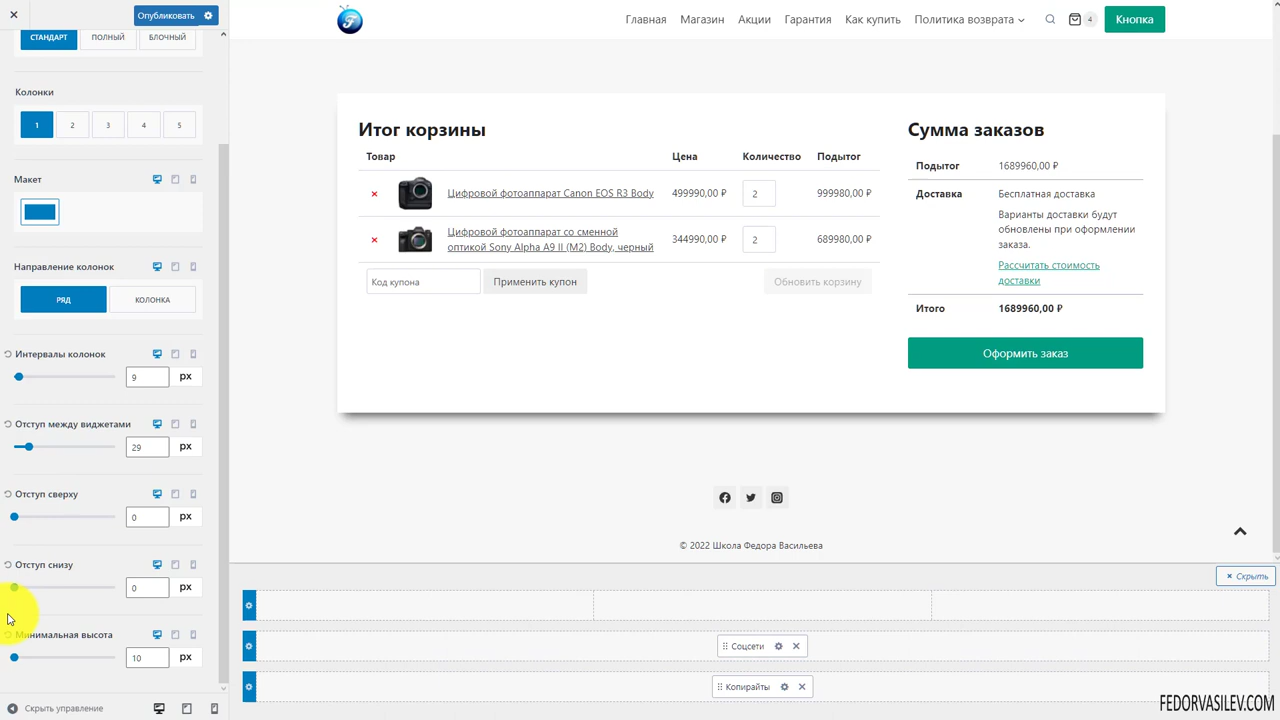 Опубликовать
СТАНДАРТ ПОЛНЫЙ БЛОЧНЫЙ
Колонки
1 2 3 4 5
Макет
Направление колонок
РЯД КОЛОНКА
Интервалы колонок
9 px
Отступ между виджетами
29 px
Отступ сверху
0 px
Отступ снизу
0 px
Минимальная высота
10 px
Скрыть управление
Главная Магазин Акции Гарантия Как купить Политика возврата 4 Кнопка
Итог корзины
Товар Цена Количество Подытог
Цифровой фотоаппарат Canon EOS R3 Body 499990,00 ₽ 2 999980,00 ₽
Цифровой фотоаппарат со сменной
оптикой Sony Alpha A9 II (M2) Body, черный 344990,00 ₽ 2 689980,00 ₽
Код купона Применить купон Обновить корзину
Сумма заказов
Подытог 1689960,00 ₽
Доставка Бесплатная доставка
Варианты доставки будут
обновлены при оформлении
заказа.
Рассчитать стоимость
доставки
Итого 1689960,00 ₽
Оформить заказ
© 2022 Школа Федора Васильева
Скрыть
Соцсети
Копирайты
FEDORVASILEV.COM